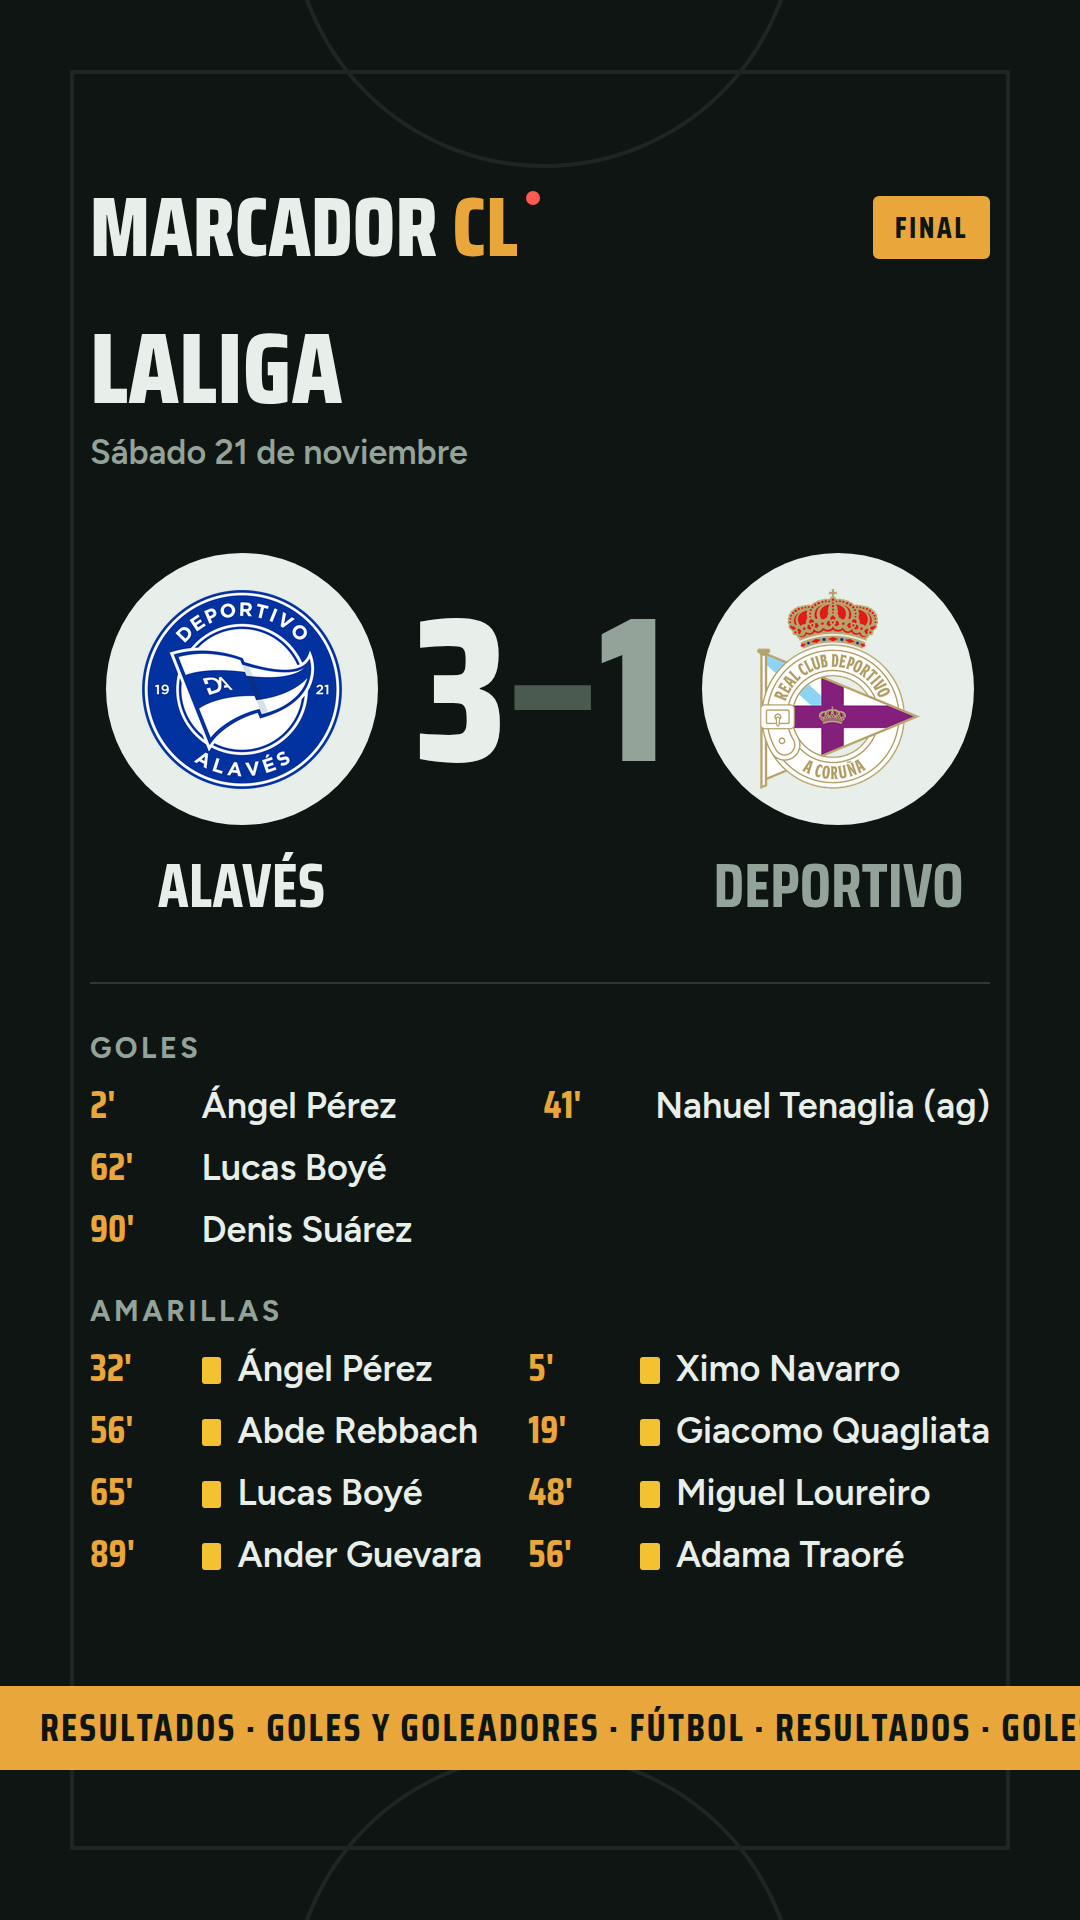 MARCADOR CL
FINAL
LALIGA
Sábado 21 de noviembre
DEPORTIVO
19 DA 21
ALAVÉS
3-1
REAL CLUB DEPORTIVO
A CORUÑA
ALAVÉS
DEPORTIVO
GOLES
2' Ángel Pérez 41' Nahuel Tenaglia (ag)
62' Lucas Boyé
90' Denis Suárez
AMARILLAS
32' Ángel Pérez 5' Ximo Navarro
56' Abde Rebbach 19' Giacomo Quagliata
65' Lucas Boyé 48' Miguel Loureiro
89' Ander Guevara 56' Adama Traoré
RESULTADOS · GOLES Y GOLEADORES · FÚTBOL · RESULTADOS · GOLES